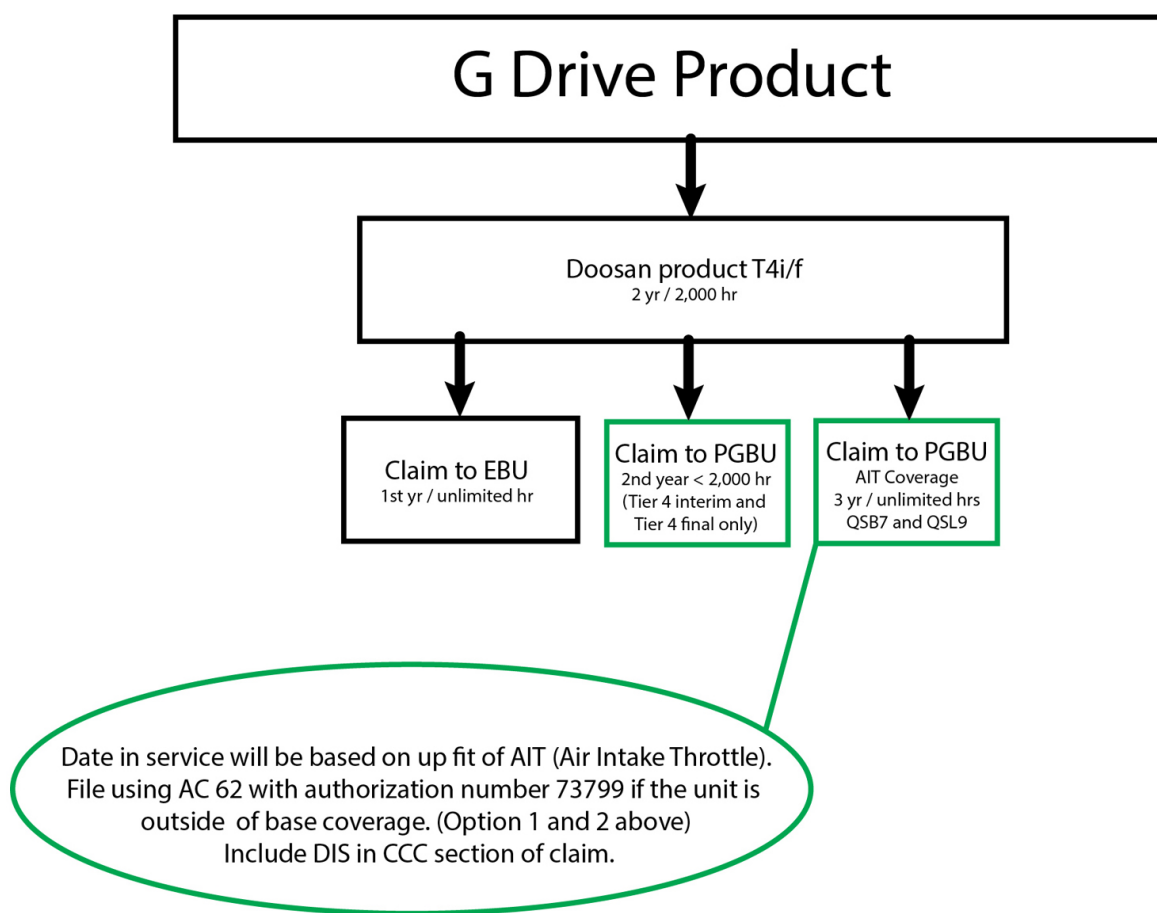 G Drive Product
Doosan product T4i/f
2 yr / 2,000 hr
Claim to EBU
1st yr / unlimited hr
Claim to PGBU
2nd year < 2,000 hr
(Tier 4 interim and
Tier 4 final only)
Claim to PGBU
AIT Coverage
3 yr / unlimited hrs
QSB7 and QSL9
Date in service will be based on up fit of AIT (Air Intake Throttle).
File using AC 62 with authorization number 73799 if the unit is
outside of base coverage. (Option 1 and 2 above)
Include DIS in CCC section of claim.